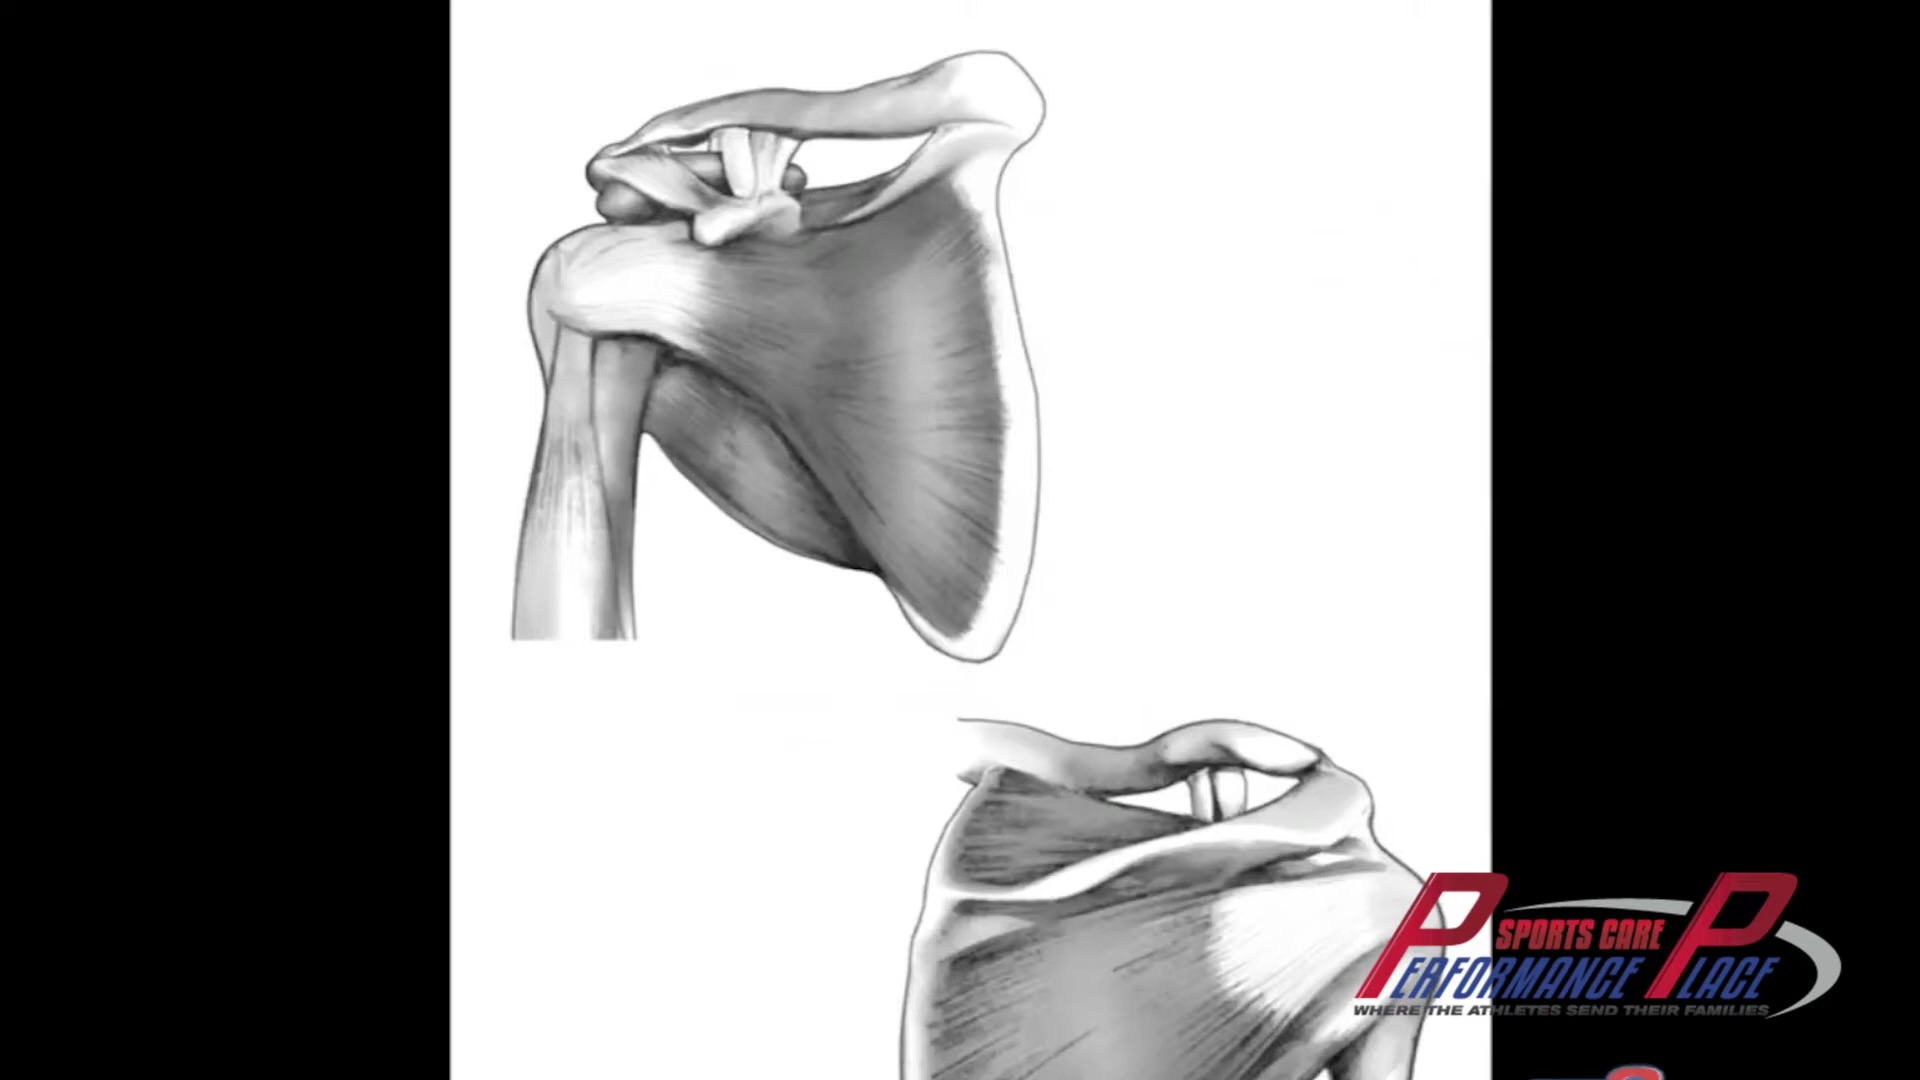 SPORTS CARE
PERFORMANCE PLACE
WHERE THE ATHLETES SEND THEIR FAMILIES